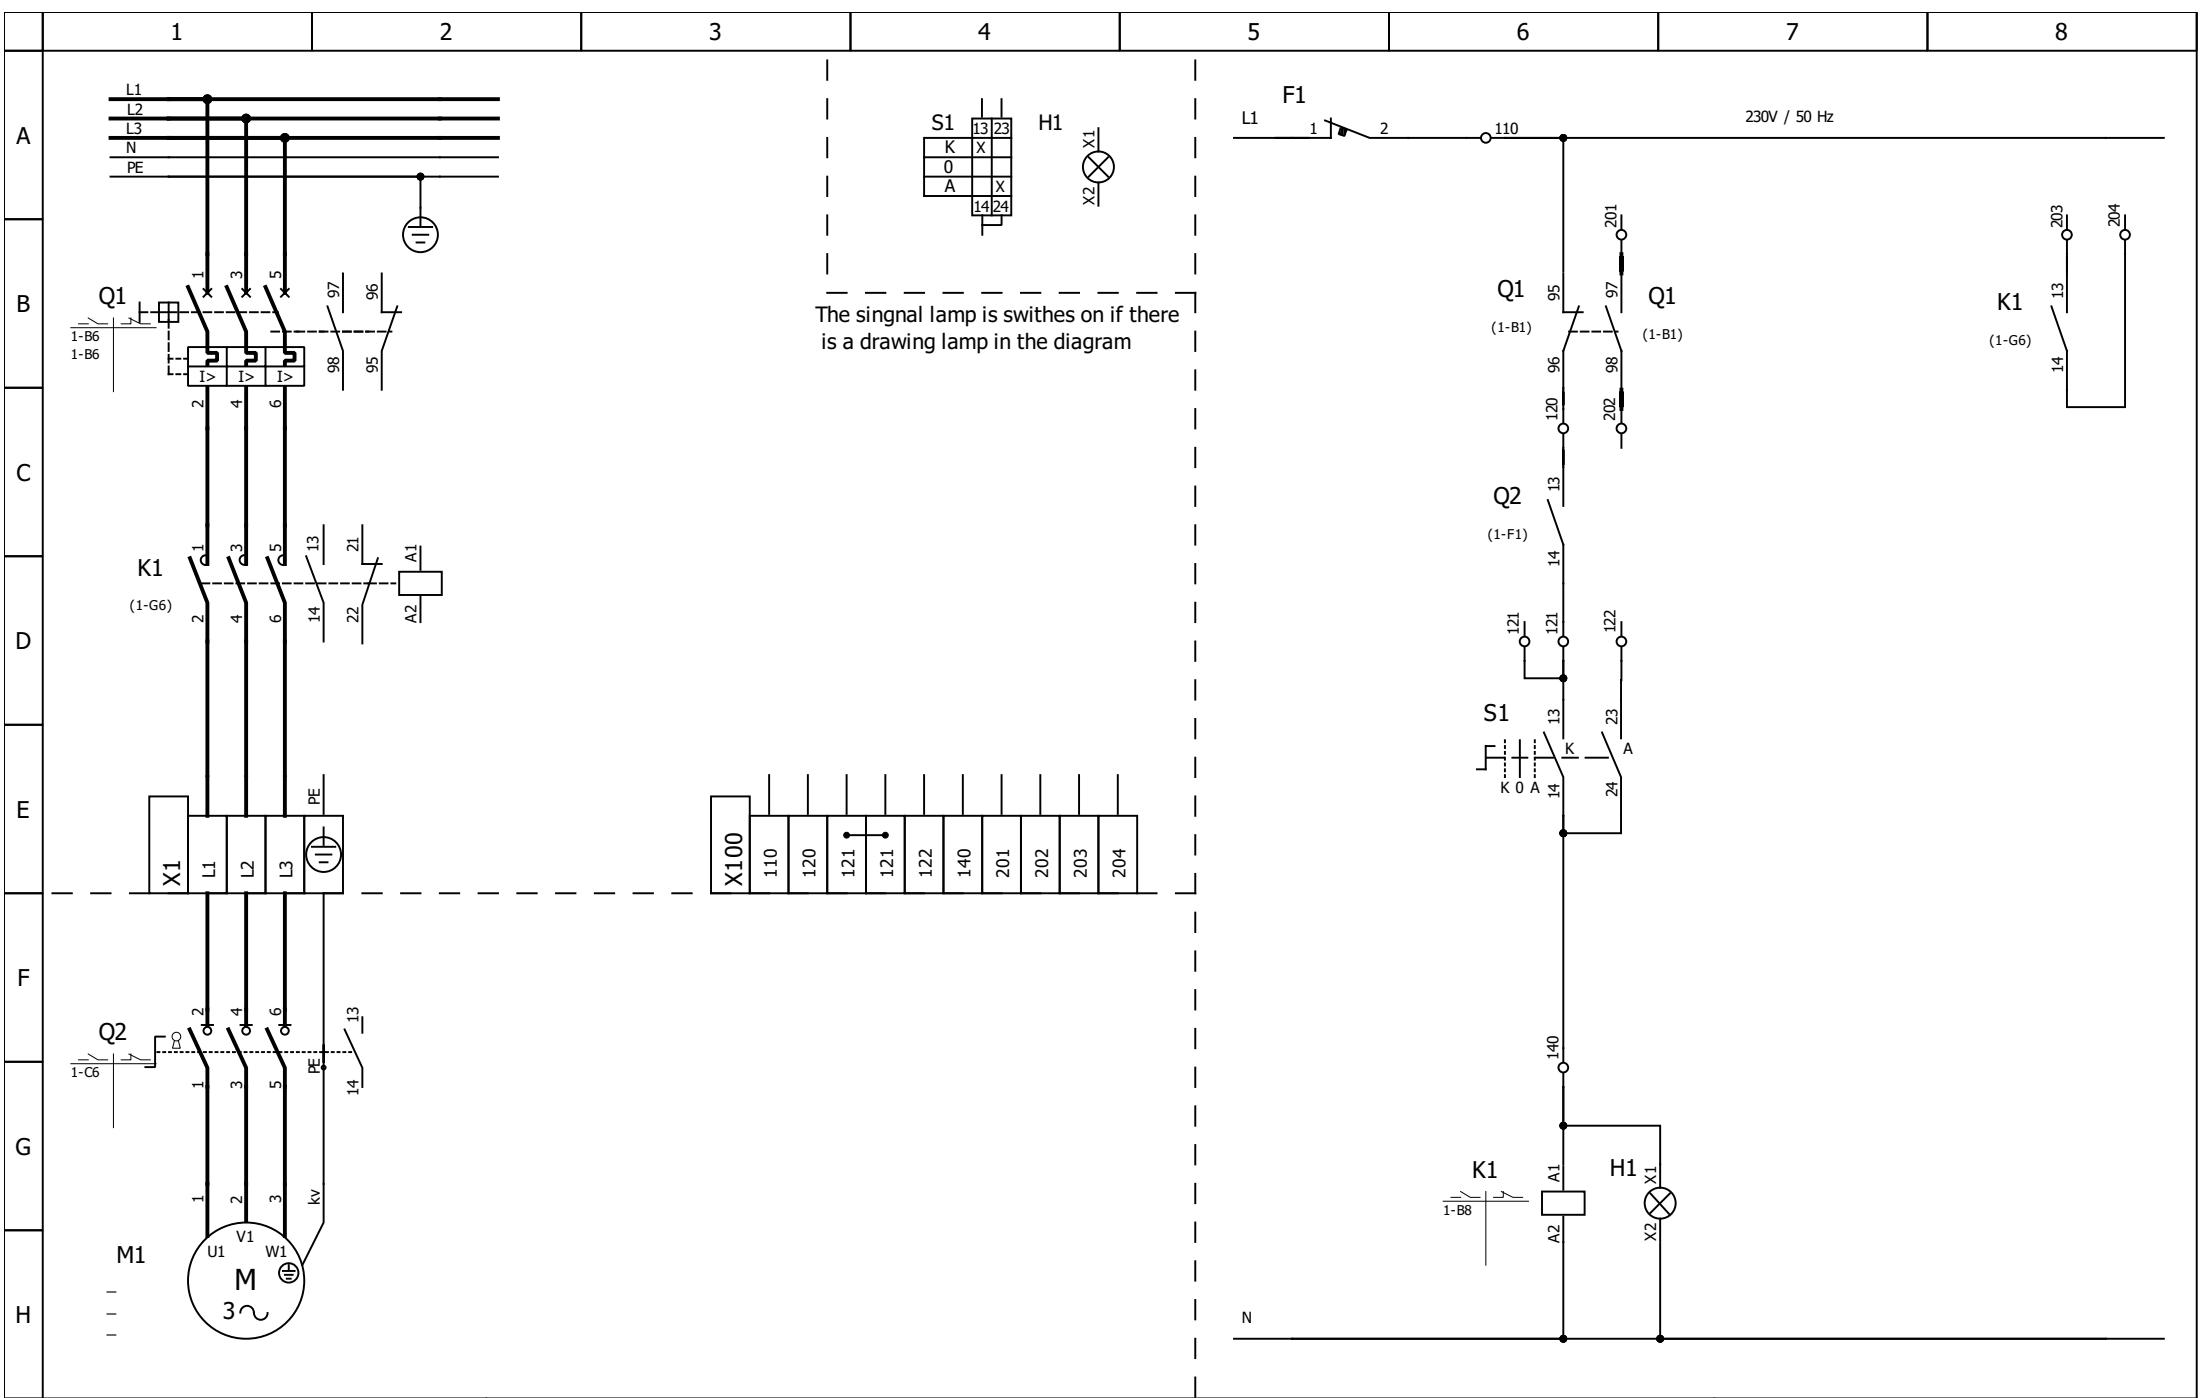 1 2 3 4 5 6 7 8
A
L1
L2
L3
N
PE
S1 13 23 H1 X1
K X
0
A X
14 24 X2
F1
L1 1 2 110 230V / 50 Hz
B
Q1 1 3 5 97 96
1-B6
1-B6
98 95
I> I> I>
2 4 6
The singnal lamp is swithes on if there
is a drawing lamp in the diagram
201 203 204
Q1 95 97 Q1
(1-B1) (1-B1)
96 98
120 202
K1 13
(1-G6)
14
C
Q2 13
(1-F1)
14
K1 1 3 5 13 21 A1
(1-G6)
2 4 6 14 22 A2
D
121 121 122
S1 13 23
K A
K 0 A 14 24
E
PE
X1 L1 L2 L3
X100 110 120 121 121 122 140 201 202 203 204
F
Q2 2 4 6 13
1-C6
1 3 5 PE 14
140
G
1 2 3 kv
K1 A1 H1 X1
1-B8
A2 X2
M1 U1 V1 W1
M
3
H
N